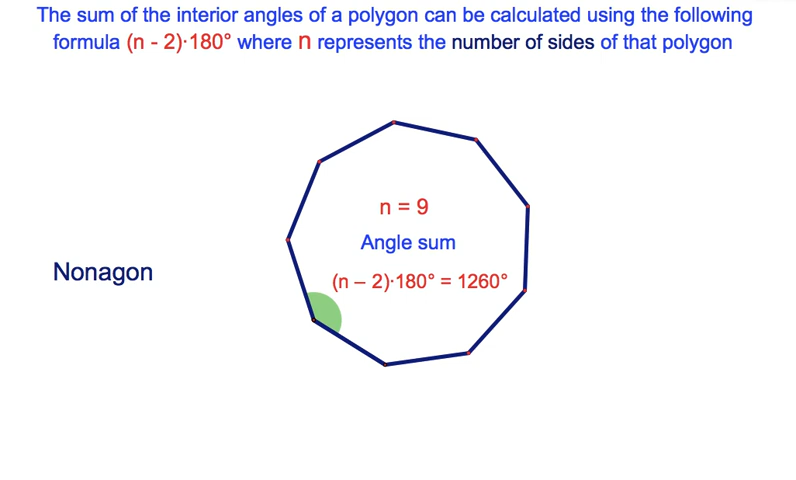 The sum of the interior angles of a polygon can be calculated using the following
formula (n - 2)·180° where n represents the number of sides of that polygon
n = 9
Angle sum
(n – 2)·180° = 1260°
Nonagon